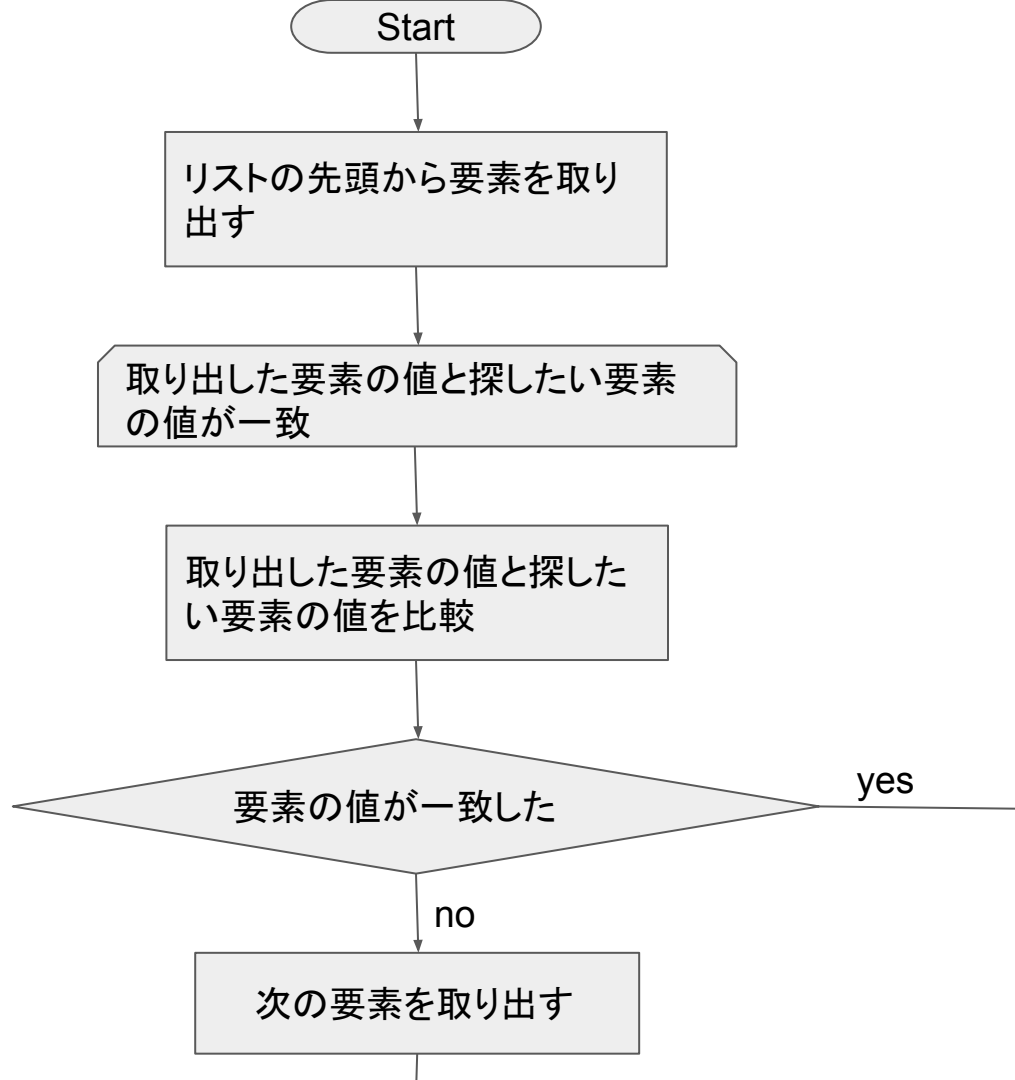 Start
リストの先頭から要素を取り
出す
取り出した要素の値と探したい要素
の値が一致
取り出した要素の値と探した
い要素の値を比較
要素の値が一致した
yes
no
次の要素を取り出す